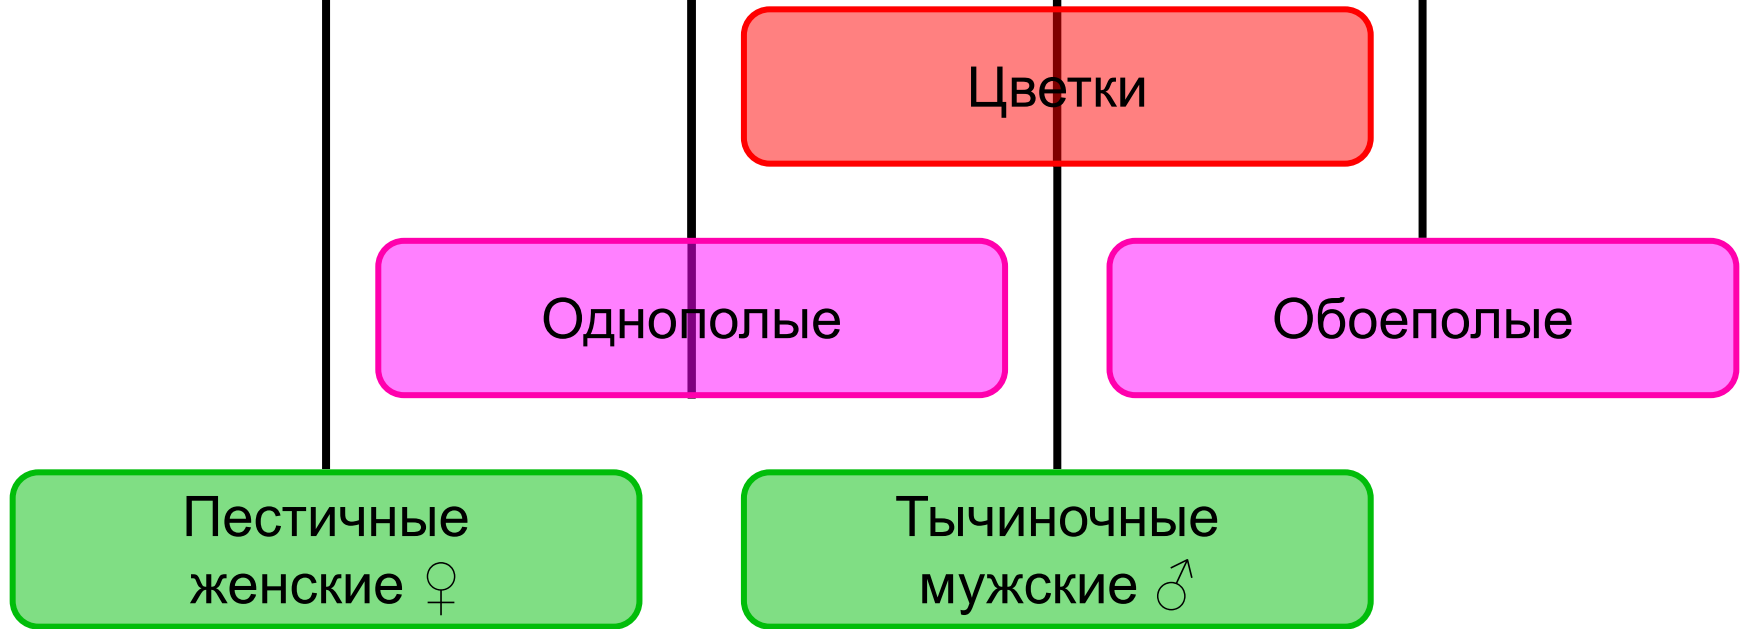 Цветки
Однополые
Обоеполые
Пестичные
женские ♀
Тычиночные
мужские ♂